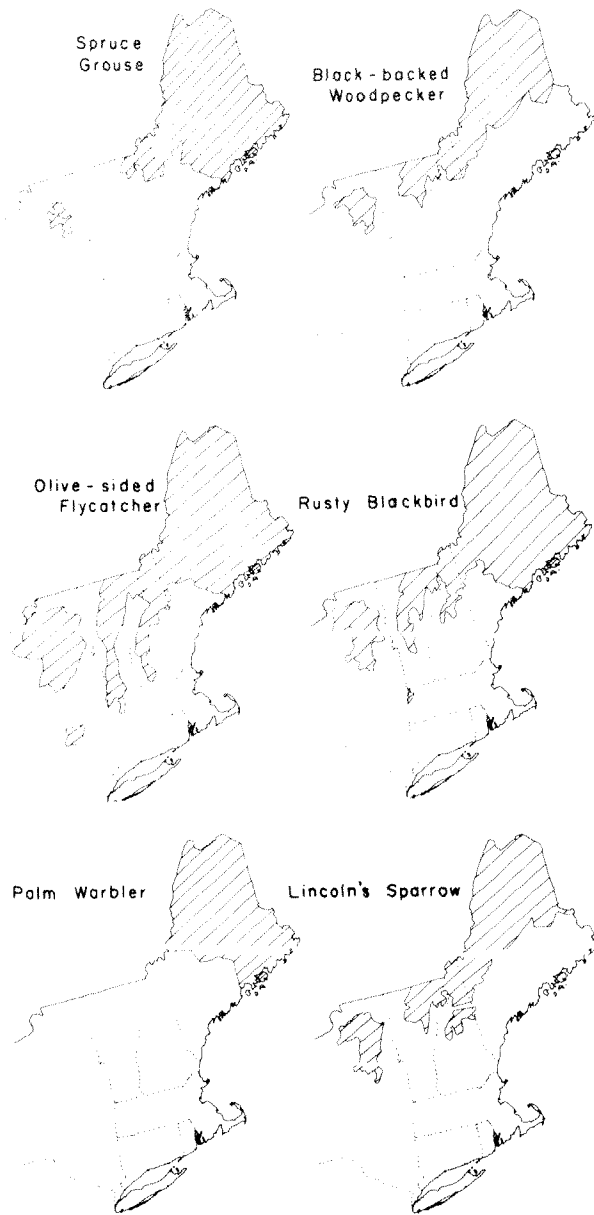 Spruce
Grouse
Black-backed
Woodpecker
Olive-sided
Flycatcher
Rusty Blackbird
Palm Warbler
Lincoln's Sparrow